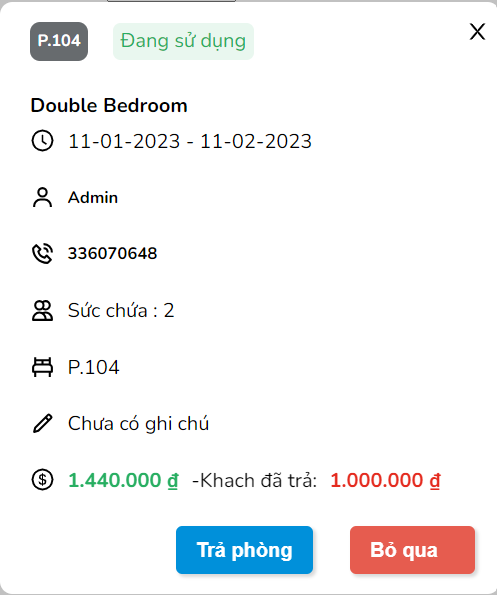 P.104 Đang sử dụng X
Double Bedroom
11-01-2023 - 11-02-2023
Admin
336070648
Sức chứa : 2
P.104
Chưa có ghi chú
1.440.000 ₫ -Khach đã trả: 1.000.000 ₫
Trả phòng Bỏ qua